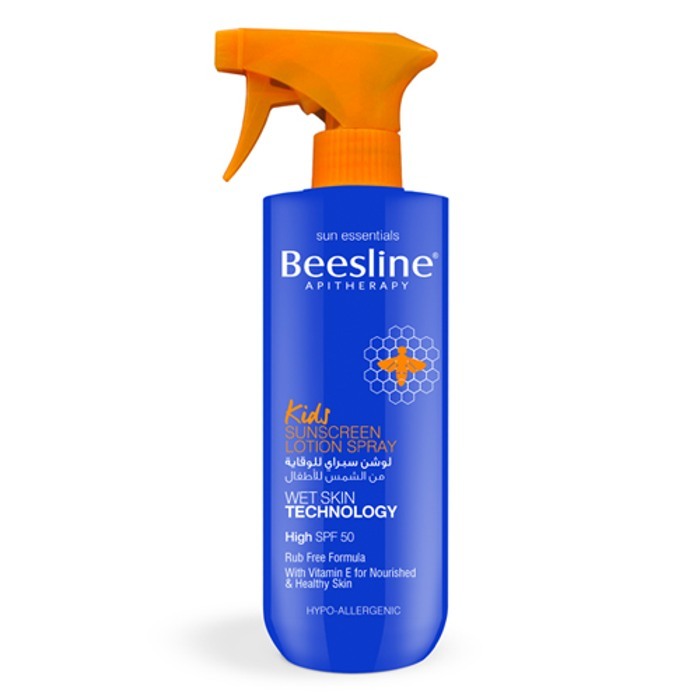 sun essentials
Beesline®
APITHERAPY
Kids
SUNSCREEN
LOTION SPRAY
لوشن سبراي للوقاية
من الشمس للأطفال
WET SKIN
TECHNOLOGY
High SPF 50
Rub Free Formula
With Vitamin E for Nourished
& Healthy Skin
HYPO-ALLERGENIC